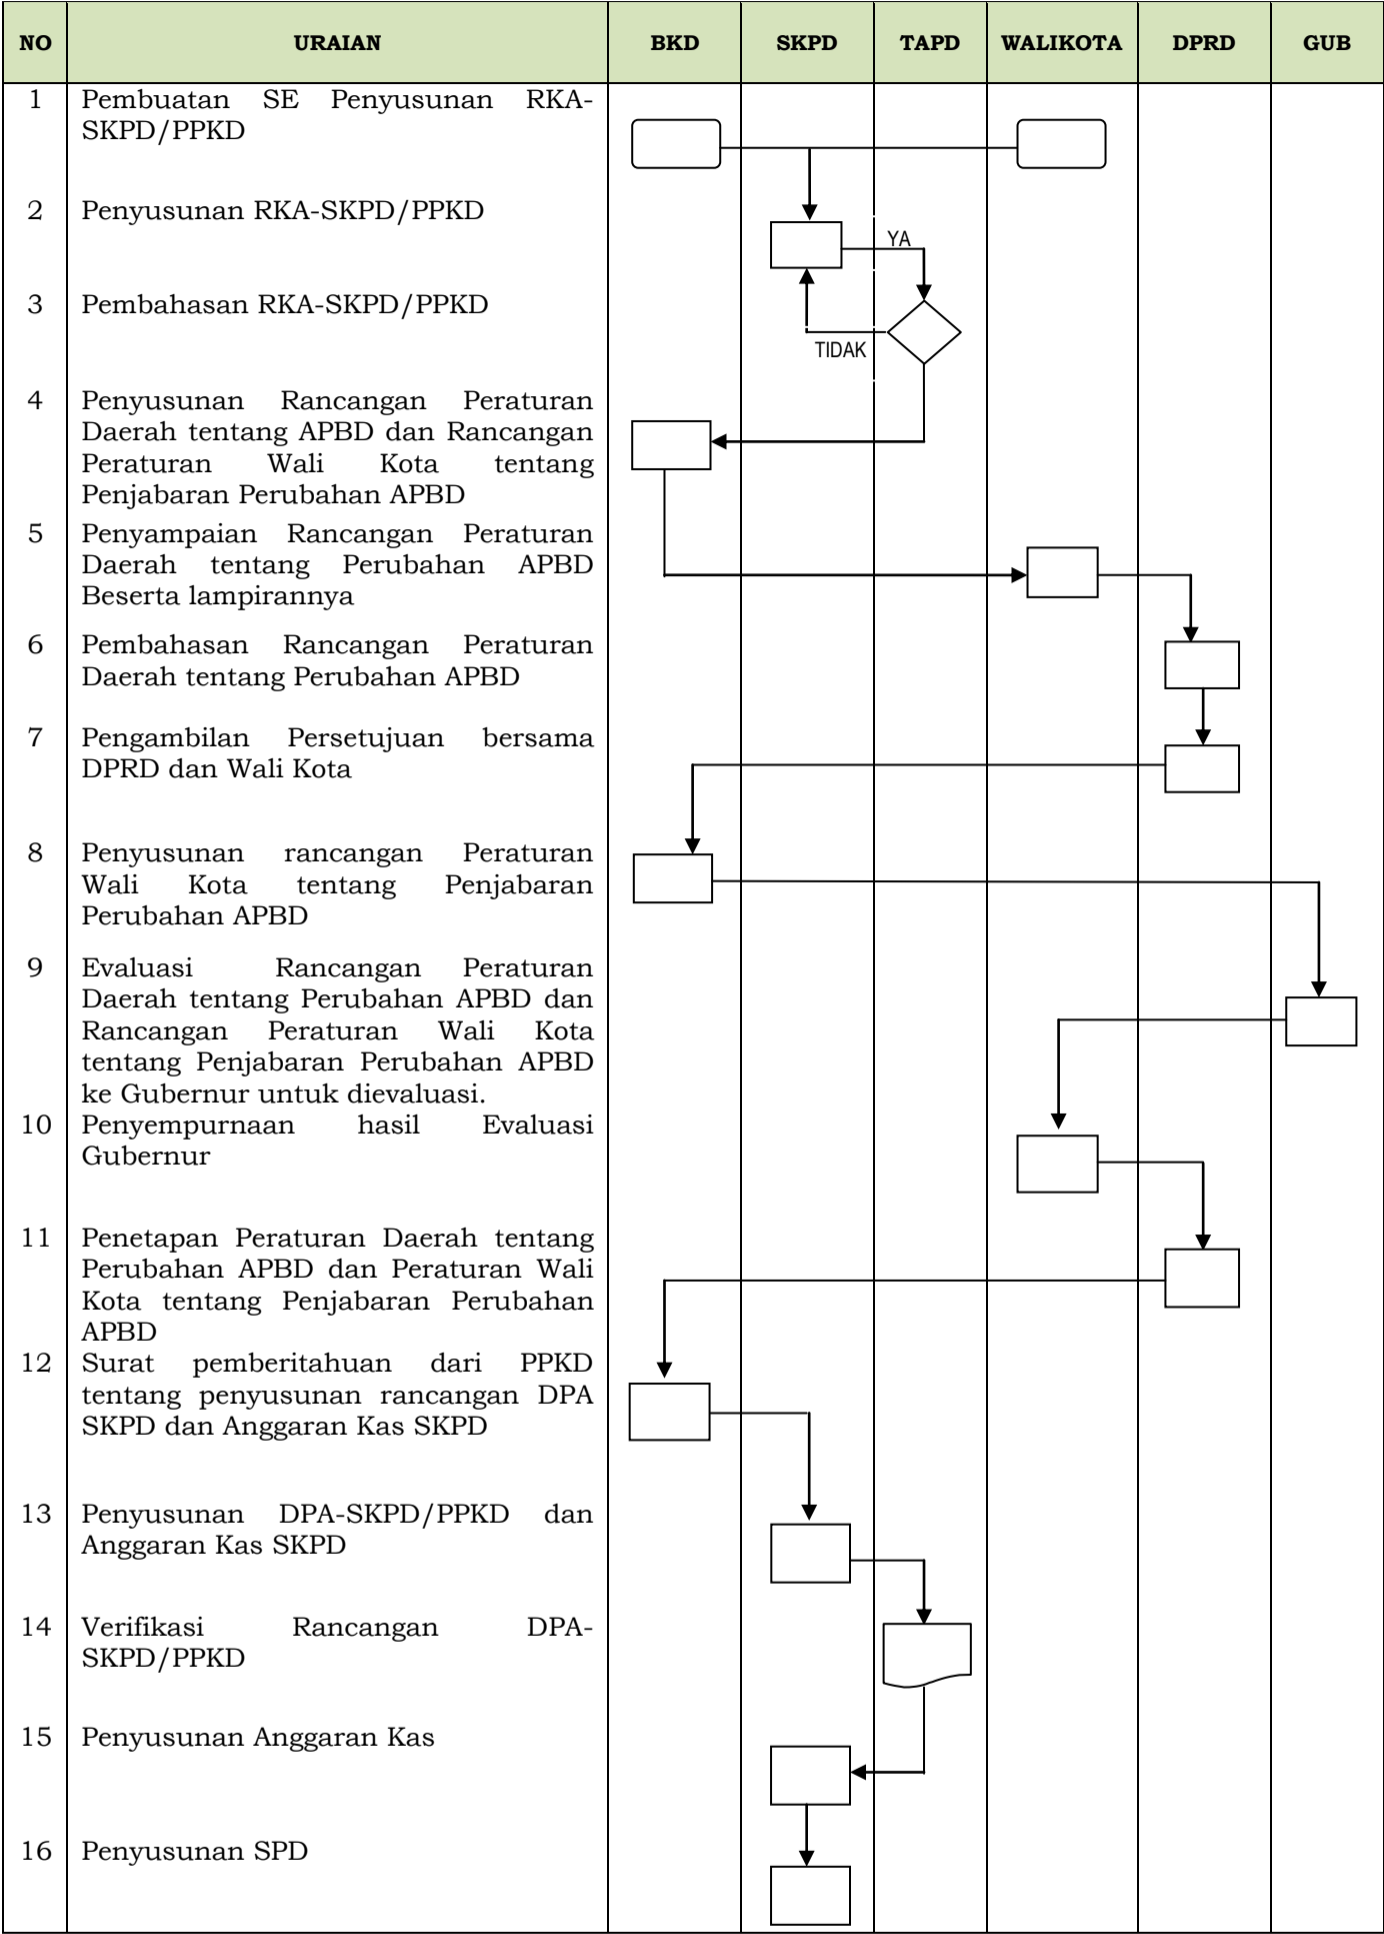 NO URAIAN BKD SKPD TAPD WALIKOTA DPRD GUB
1 Pembuatan SE Penyusunan RKA-
SKPD/PPKD
2 Penyusunan RKA-SKPD/PPKD
YA
3 Pembahasan RKA-SKPD/PPKD
TIDAK
4 Penyusunan Rancangan Peraturan
Daerah tentang APBD dan Rancangan
Peraturan Wali Kota tentang
Penjabaran Perubahan APBD
5 Penyampaian Rancangan Peraturan
Daerah tentang Perubahan APBD
Beserta lampirannya
6 Pembahasan Rancangan Peraturan
Daerah tentang Perubahan APBD
7 Pengambilan Persetujuan bersama
DPRD dan Wali Kota
8 Penyusunan rancangan Peraturan
Wali Kota tentang Penjabaran
Perubahan APBD
9 Evaluasi Rancangan Peraturan
Daerah tentang Perubahan APBD dan
Rancangan Peraturan Wali Kota
tentang Penjabaran Perubahan APBD
ke Gubernur untuk dievaluasi.
10 Penyempurnaan hasil Evaluasi
Gubernur
11 Penetapan Peraturan Daerah tentang
Perubahan APBD dan Peraturan Wali
Kota tentang Penjabaran Perubahan
APBD
12 Surat pemberitahuan dari PPKD
tentang penyusunan rancangan DPA
SKPD dan Anggaran Kas SKPD
13 Penyusunan DPA-SKPD/PPKD dan
Anggaran Kas SKPD
14 Verifikasi Rancangan DPA-
SKPD/PPKD
15 Penyusunan Anggaran Kas
16 Penyusunan SPD